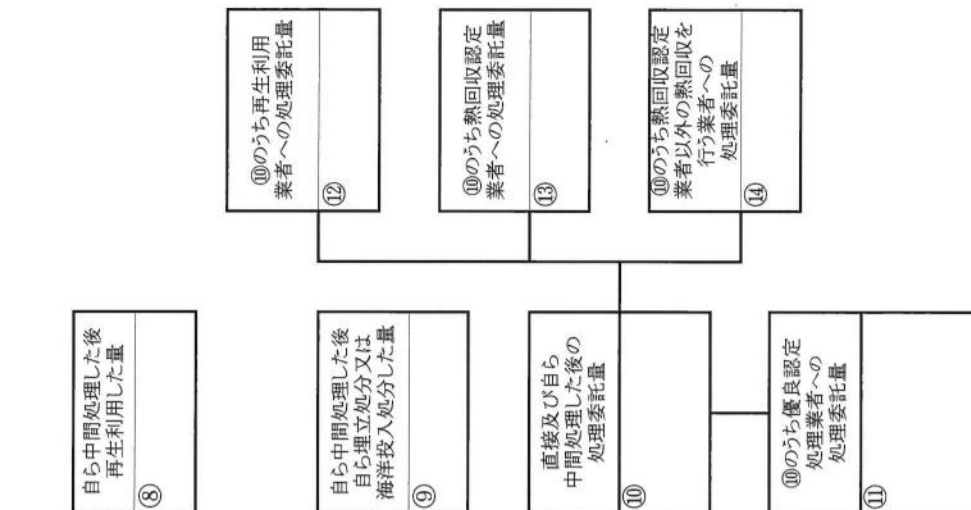 自ら中間処理した後
再生利用した量
⑧
自ら中間処理した後
自ら埋立処分又は
海洋投入処分した量
⑨
直接及び自ら
中間処理した後の
処理委託量
⑩
⑩のうち優良認定
処理業者への
処理委託量
⑪
⑩のうち再生利用
業者への処理委託量
⑫
⑩のうち熱回収認定
業者への処理委託量
⑬
⑩のうち熱回収認定
業者以外の熱回収を
行う業者への
処理委託量
⑭